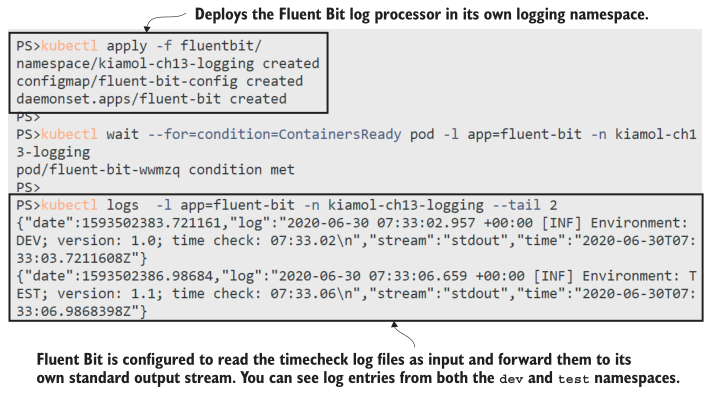 Deploys the Fluent Bit log processor in its own logging namespace.
PS>kubectl apply -f fluentbit/
namespace/kiamol-ch13-logging created
configmap/fluent-bit-config created
daemonset.apps/fluent-bit created
PS>
PS>kubectl wait --for=condition=ContainersReady pod -l app=fluent-bit -n kiamol-ch1
3-logging
pod/fluent-bit-wwmzq condition met
PS>
PS>kubectl logs  -l app=fluent-bit -n kiamol-ch13-logging --tail 2
{"date":1593502383.721161,"log":"2020-06-30 07:33:02.957 +00:00 [INF] Environment:
DEV; version: 1.0; time check: 07:33.02\n","stream":"stdout","time":"2020-06-30T07:
33:03.7211608Z"}
{"date":1593502386.98684,"log":"2020-06-30 07:33:06.659 +00:00 [INF] Environment: T
EST; version: 1.1; time check: 07:33.06\n","stream":"stdout","time":"2020-06-30T07:
33:06.9868398Z"}
Fluent Bit is configured to read the timecheck log files as input and forward them to its
own standard output stream. You can see log entries from both the dev and test namespaces.